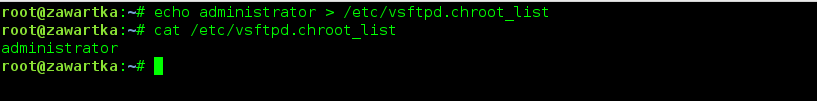 root@zawartka:~# echo administrator > /etc/vsftpd.chroot_list
root@zawartka:~# cat /etc/vsftpd.chroot_list
administrator
root@zawartka:~#